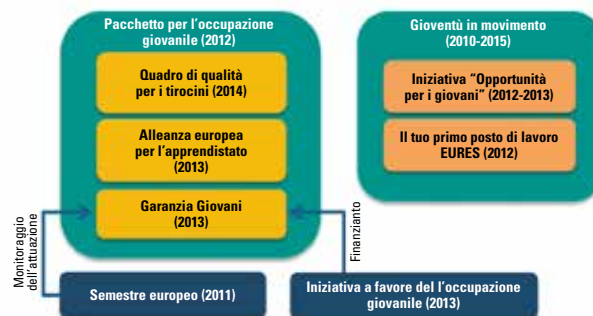 Pacchetto per l'occupazione
giovanile (2012)
Quadro di qualità
per i tirocini (2014)
Alleanza europea
per l'apprendistato
(2013)
Garanzia Giovani
(2013)
Gioventù in movimento
(2010-2015)
Iniziativa "Opportunità
per i giovani" (2012-2013)
Il tuo primo posto di lavoro
EURES (2012)
Monitoraggio
dell'attuazione
Finanzianto
Semestre europeo (2011)
Iniziativa a favore del l'occupazione
giovanile (2013)